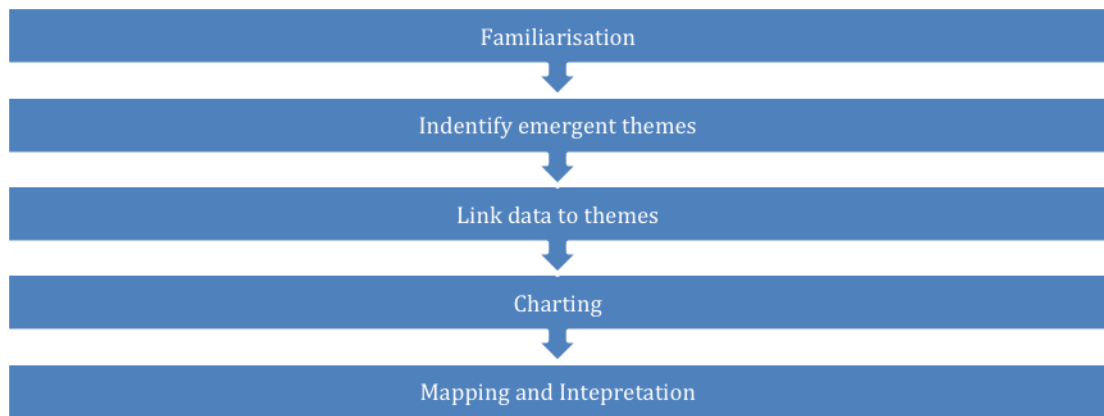 Familiarisation
Indentify emergent themes
Link data to themes
Charting
Mapping and Intepretation